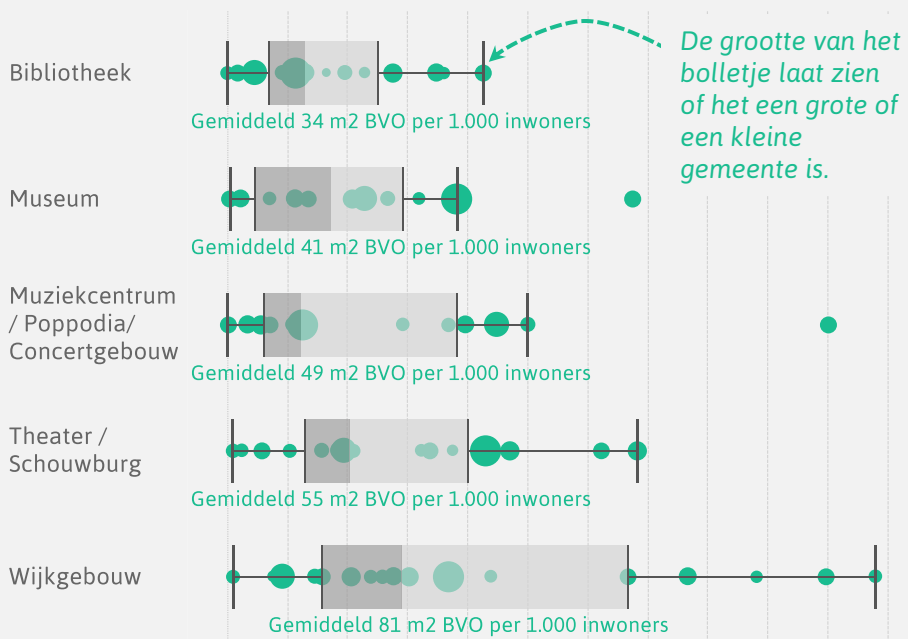 Bibliotheek
Gemiddeld 34 m2 BVO per 1.000 inwoners
De grootte van het
bolletje laat zien
of het een grote of
een kleine
gemeente is.
Museum
Gemiddeld 41 m2 BVO per 1.000 inwoners
Muziekcentrum
/ Poppodia/
Concertgebouw
Gemiddeld 49 m2 BVO per 1.000 inwoners
Theater /
Schouwburg
Gemiddeld 55 m2 BVO per 1.000 inwoners
Wijkgebouw
Gemiddeld 81 m2 BVO per 1.000 inwoners